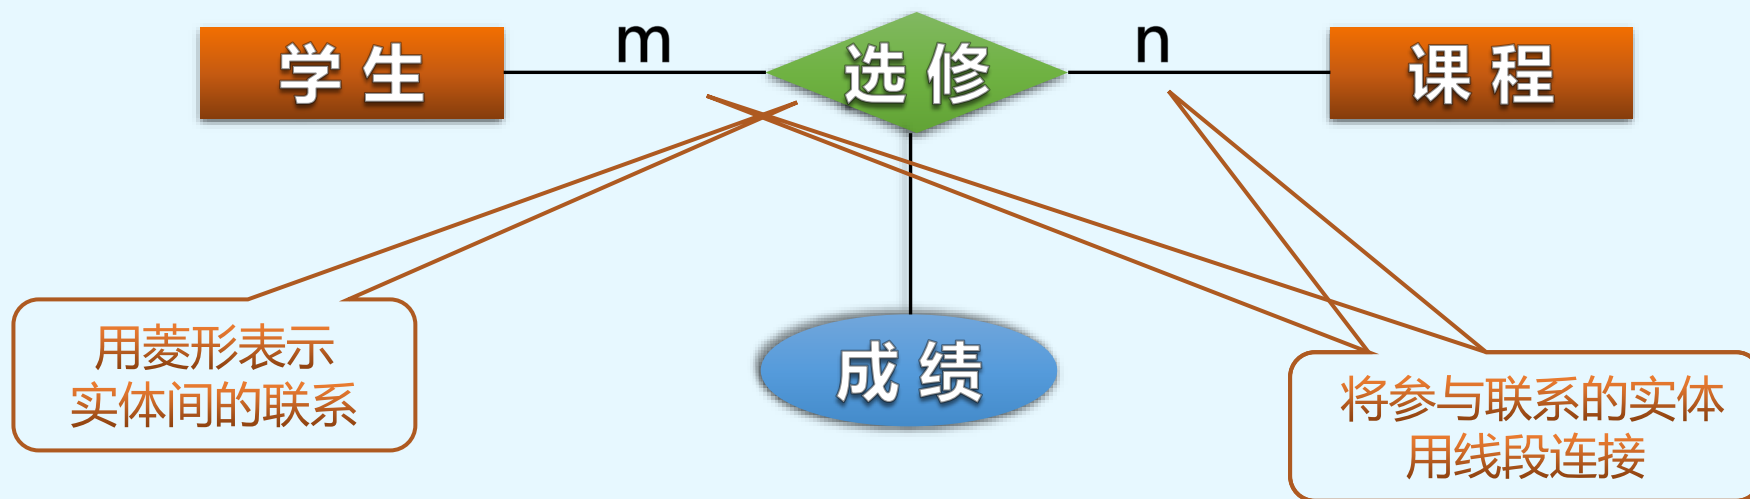 学生
m
选修
n
课程
成绩
用菱形表示
实体间的联系
将参与联系的实体
用线段连接